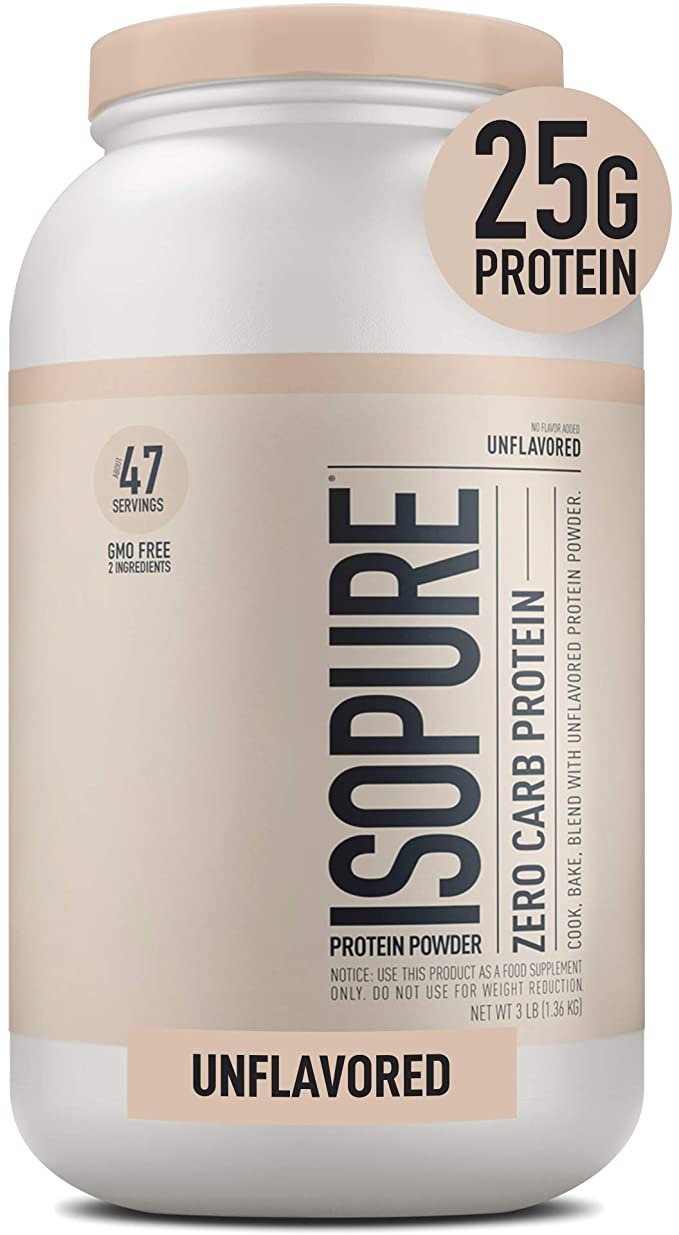 25G
PROTEIN
ABOUT
47
SERVINGS
GMO FREE
2 INGREDIENTS
NO FLAVOR ADDED
UNFLAVORED
ISOPURE®
PROTEIN POWDER
ZERO CARB PROTEIN
COOK, BAKE, BLEND WITH UNFLAVORED PROTEIN POWDER.
NOTICE: USE THIS PRODUCT AS A FOOD SUPPLEMENT
ONLY. DO NOT USE FOR WEIGHT REDUCTION
NET WT 3 LB (1.36 KG)
UNFLAVORED